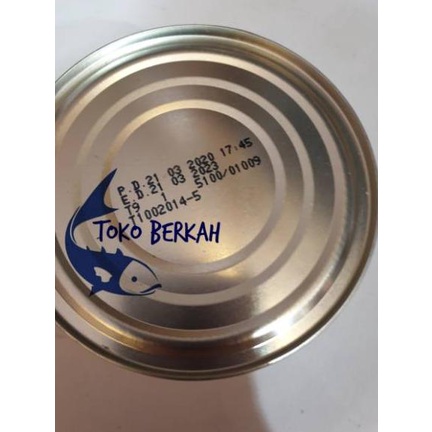 P.D.21 03 2020 17:45
E.D.21 03 2023
T9 1 5100/01009
T1002014-5
TOKO BERKAH